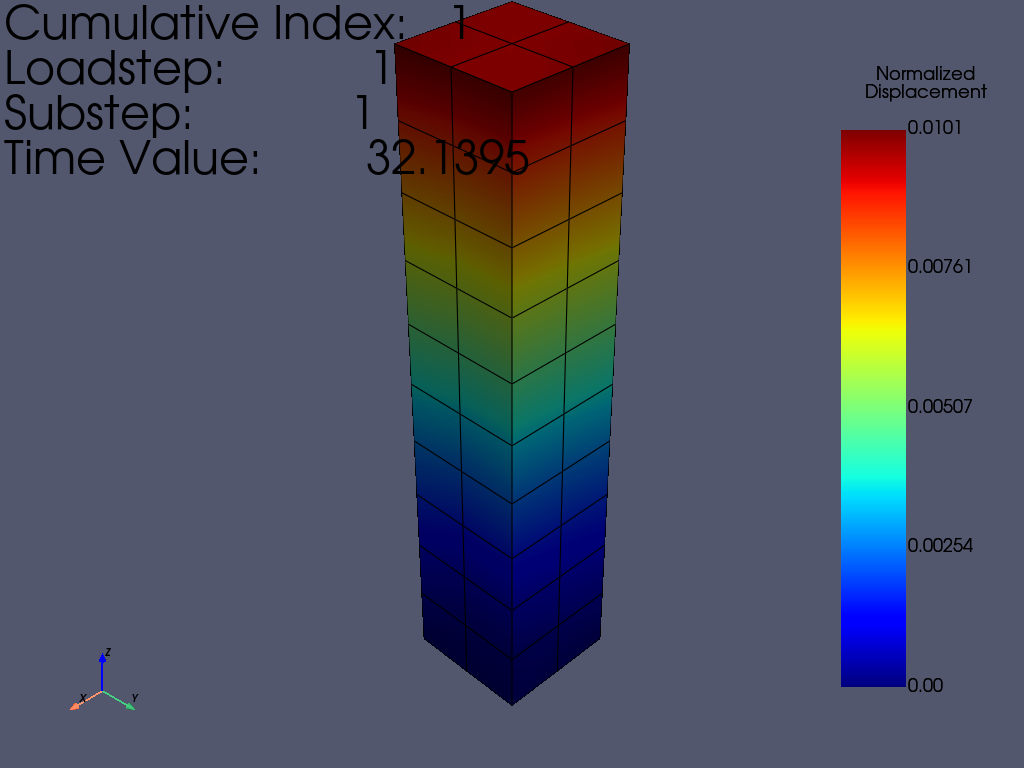 Cumulative Index: 1
Loadstep: 1
Substep: 1
Time Value: 32.1395
Normalized
Displacement
0.0101
0.00761
0.00507
0.00254
0.00
Z
X
Y